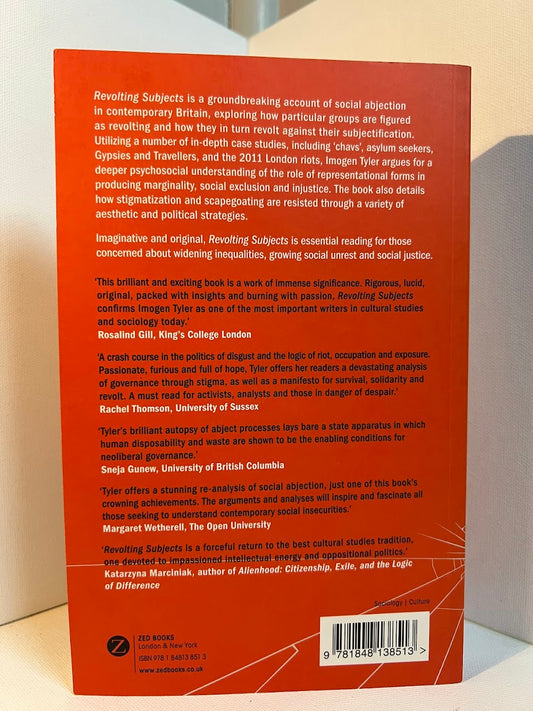 Revolting Subjects is a groundbreaking account of social abjection
in contemporary Britain, exploring how particular groups are figured
as revolting and how they in turn revolt against their subjectification.
Utilizing a number of in-depth case studies, including 'chavs', asylum seekers,
Gypsies and Travellers, and the 2011 London riots, Imogen Tyler argues for a
deeper psychosocial understanding of the role of representational forms in
producing marginality, social exclusion and injustice. The book also details
how stigmatization and scapegoating are resisted through a variety of
aesthetic and political strategies.
Imaginative and original, Revolting Subjects is essential reading for those
concerned about widening inequalities, growing social unrest and social justice.
'This brilliant and exciting book is a work of immense significance. Rigorous, lucid,
original, packed with insights and burning with passion, Revolting Subjects
confirms Imogen Tyler as one of the most important writers in cultural studies
and sociology today.'
Rosalind Gill, King's College London
'A crash course in the politics of disgust and the logic of riot, occupation and exposure.
Passionate, furious and full of hope, Tyler offers her readers a devastating analysis
of governance through stigma, as well as a manifesto for survival, solidarity and
revolt. A must read for activists, analysts and those in danger of despair.'
Rachel Thomson, University of Sussex
'Tyler's brilliant autopsy of abject processes lays bare a state apparatus in which
human disposability and waste are shown to be the enabling conditions for
neoliberal governance.'
Sneja Gunew, University of British Columbia
'Tyler offers a stunning re-analysis of social abjection, just one of this book's
crowning achievements. The arguments and analyses will inspire and fascinate all
those seeking to understand contemporary social insecurities.'
Margaret Wetherell, The Open University
'Revolting Subjects is a forceful return to the best cultural studies tradition,
one devoted to impassioned intellectual energy and oppositional politics.'
Katarzyna Marciniak, author of Alienhood: Citizenship, Exile, and the Logic
of Difference
Sociology | Culture
Z
ZED BOOKS
London & New York
ISBN 978 1 84813 851 3
www.zedbooks.co.uk
9 781848 138513 >